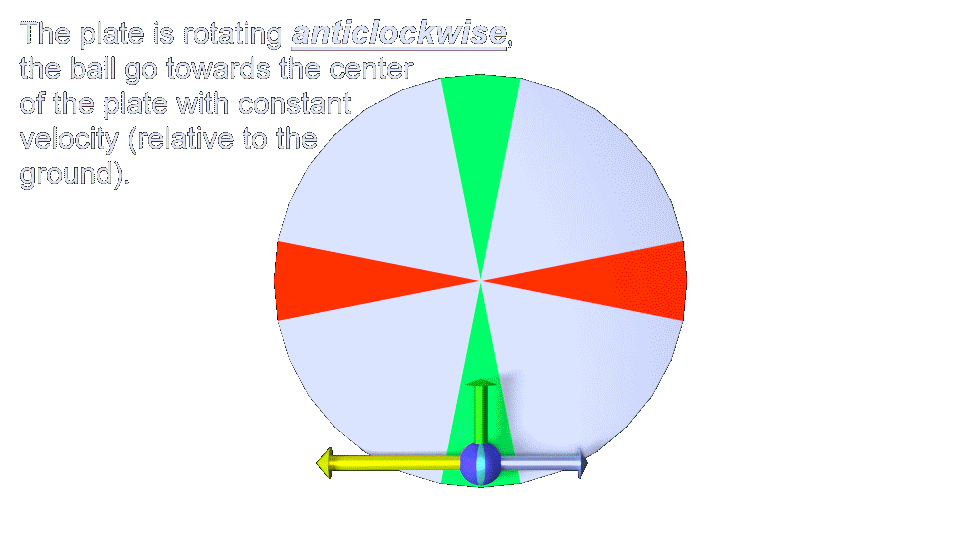 The plate is rotating anticlockwise,
the ball go towards the center
of the plate with constant
velocity (relative to the
ground).